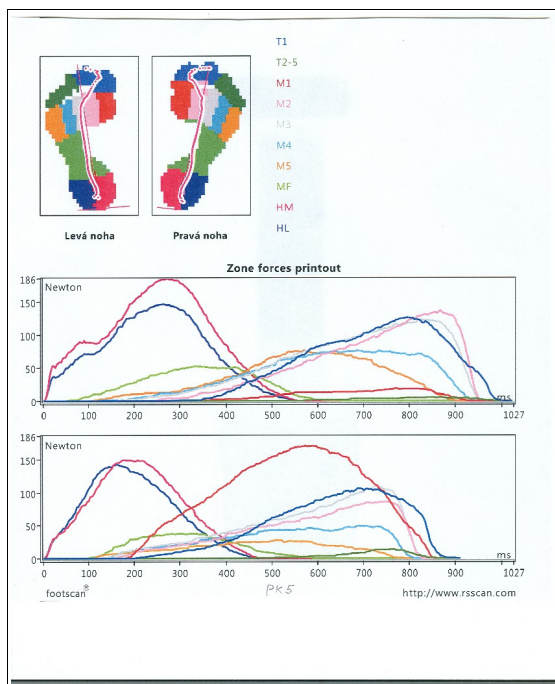 T1
T2-5
M1
M2
M3
M4
M5
MF
HM
HL
Levá noha
Pravá noha
Zone forces printout
186
Newton
150
100
50
0
ms
0 100 200 300 400 500 600 700 800 900 1027
186
Newton
150
100
50
0
ms
0 100 200 300 400 500 600 700 800 900 1027
footscan®
PK5
http://www.rsscan.com